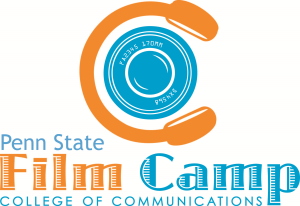 Penn State
Film Camp
COLLEGE OF COMMUNICATIONS